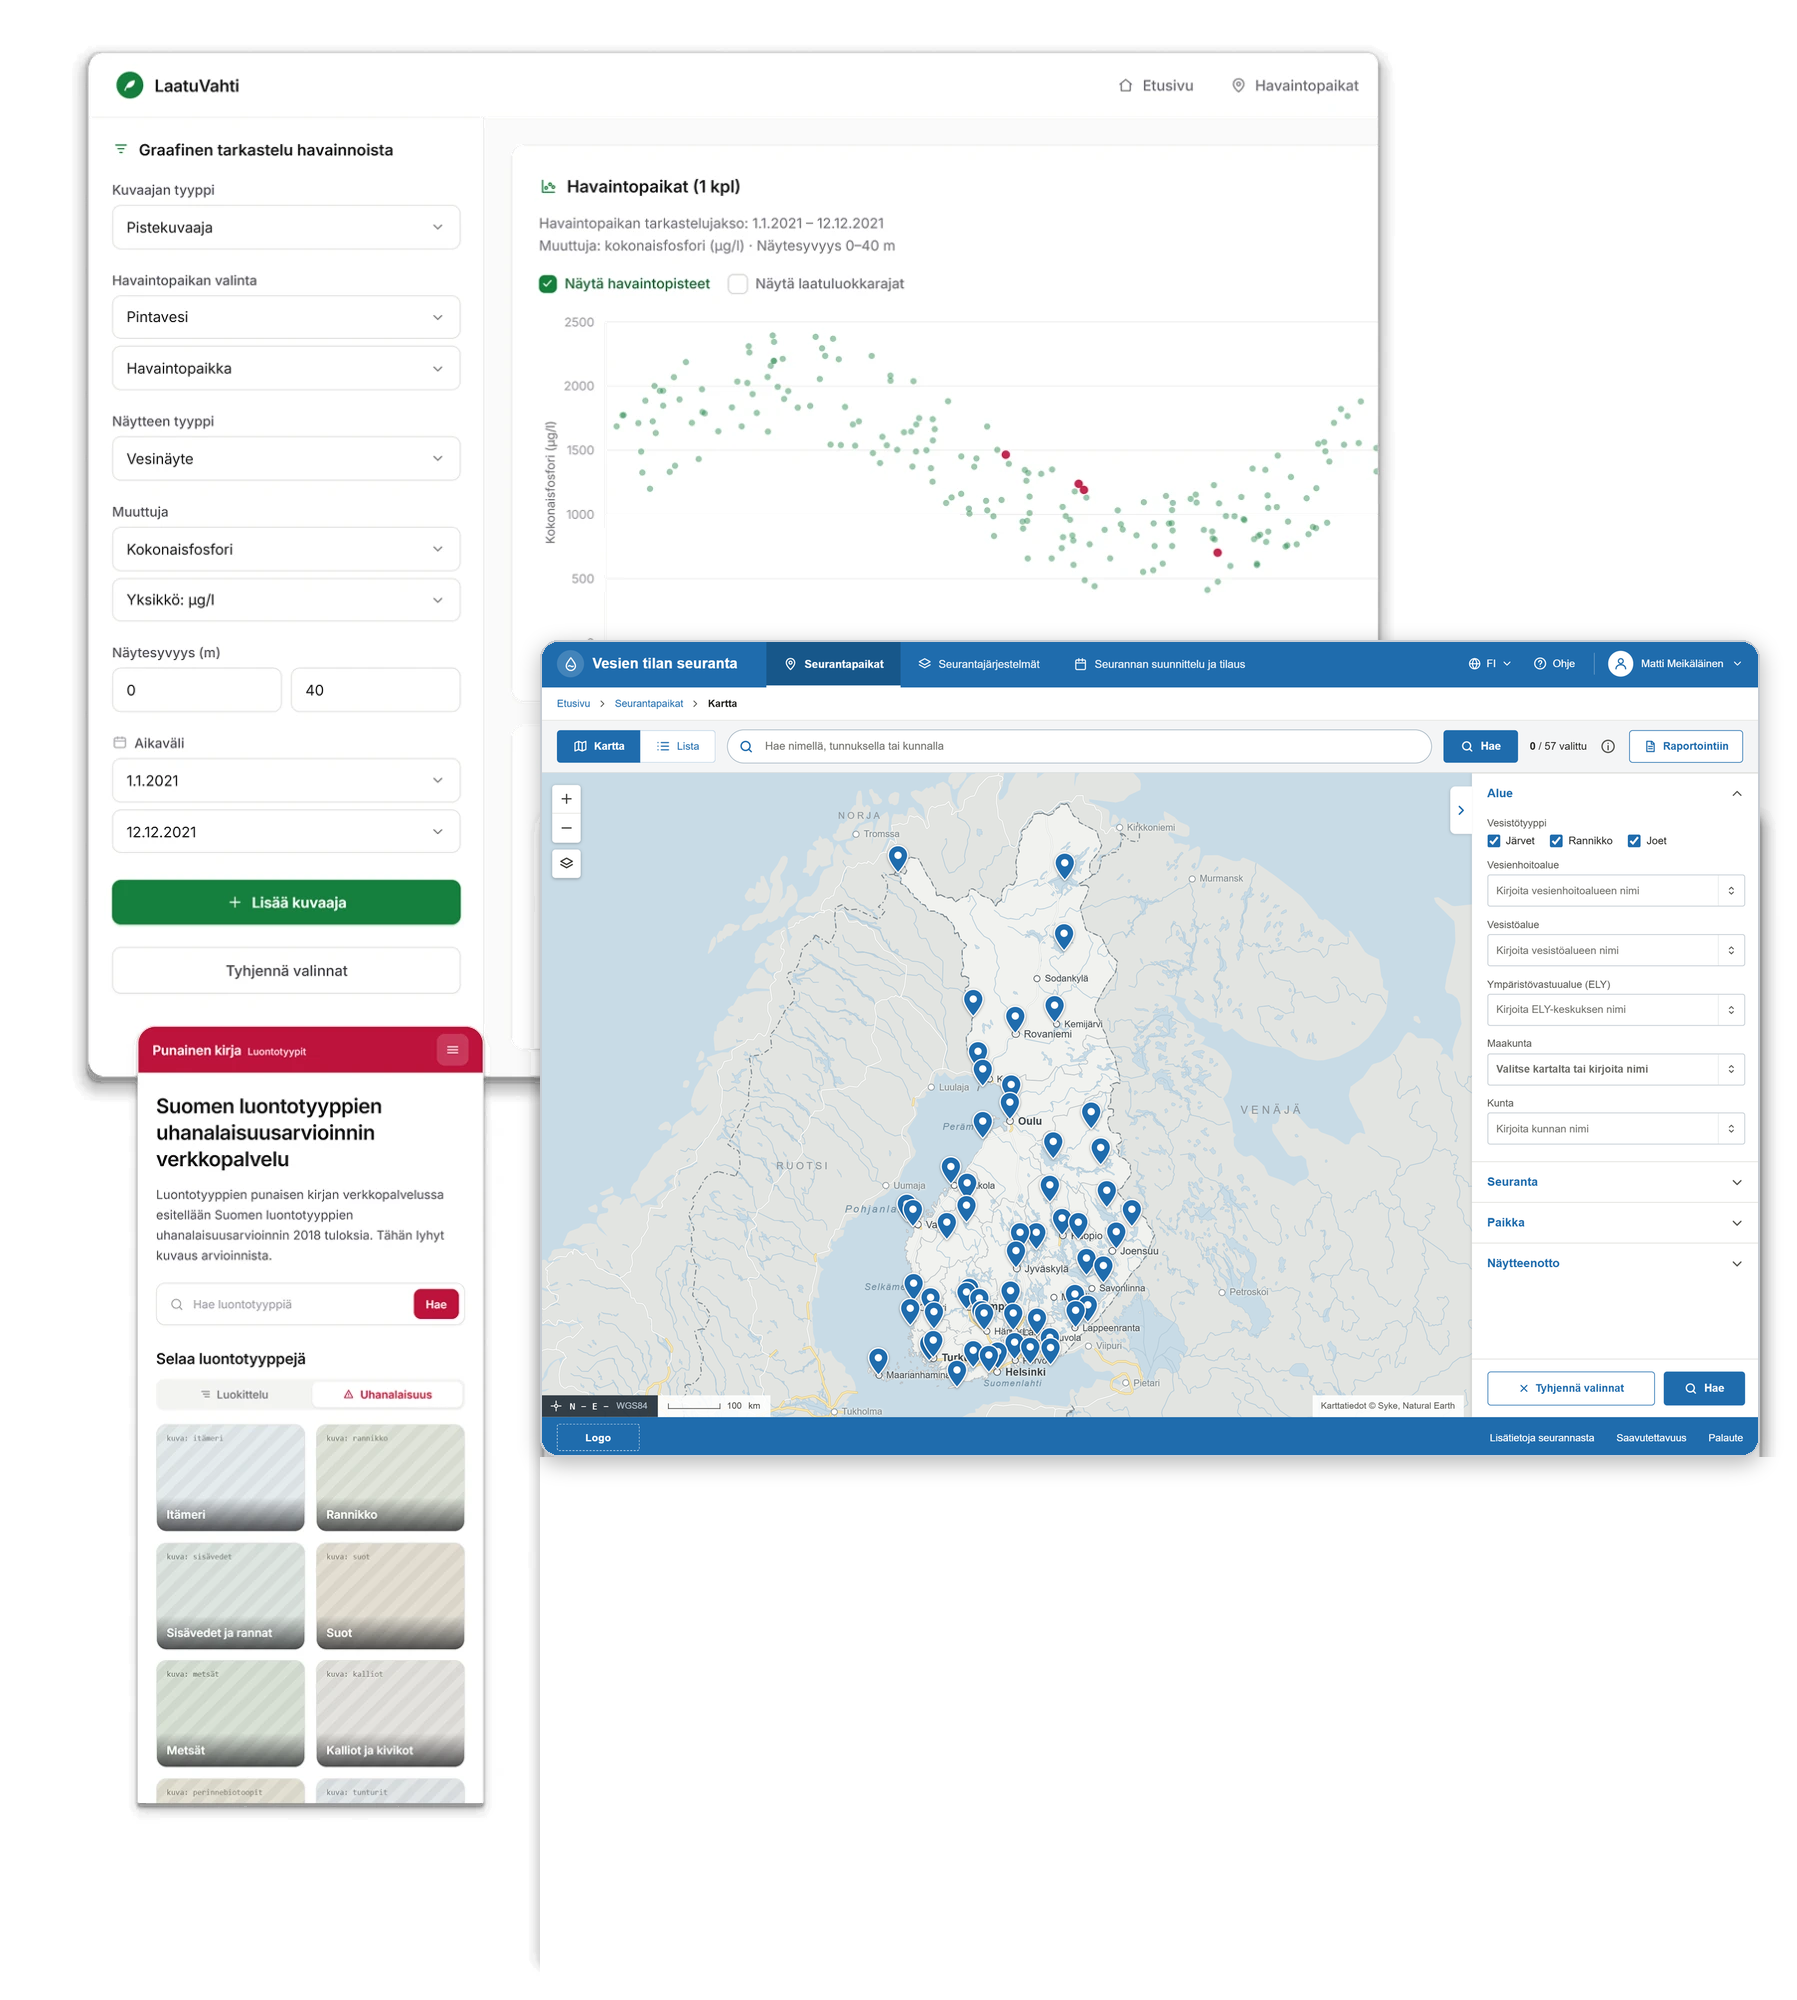 LaatuVahti
Etusivu
Havaintopaikat
Graafinen tarkastelu havainnoista
Kuvaajan tyyppi
Pistekuvaaja
Havaintopaikan valinta
Pintavesi
Havaintopaikka
Näytteen tyyppi
Vesinäyte
Muuttuja
Kokonaisfosfori
Yksikkö: µg/l
Näytesyvyys (m)
0
40
Aikaväli
1.1.2021
12.12.2021
Lisää kuvaaja
Tyhjennä valinnat
Havaintopaikat (1 kpl)
Havaintopaikan tarkastelujakso: 1.1.2021 – 12.12.2021
Muuttuja: kokonaisfosfori (µg/l) · Näytesyvyys 0–40 m
Näytä havaintopisteet
Näytä laatuluokkarajat
2500
2000
1500
1000
500
Kokonaisfosfori (µg/l)
Vesien tilan seuranta
Seurantapaikat
Seurantajärjestelmät
Seurannan suunnittelu ja tilaus
FI
Ohje
Matti Meikäläinen
Etusivu
Seurantapaikat
Kartta
Kartta
Lista
Hae nimellä, tunnuksella tai kunnalla
Hae
0 / 57 valittu
Raportointiin
NORJA
Tromssa
Kirkkoniemi
Murmansk
Sodankylä
Kemijärvi
Rovaniemi
Luulaja
Oulu
VENÄJÄ
RUOTSI
Uumaja
Joensuu
Jyväskylä
Savonlinna
Petroskoi
Lappeenranta
Viipuri
Maarianhamina
Helsinki
Suomenlahti
Pietari
Tukholma
N – E – WGS84
100 km
Karttatiedot © Syke, Natural Earth
Alue
Vesistötyyppi
Järvet
Rannikko
Joet
Vesienhoitoalue
Kirjoita vesienhoitoalueen nimi
Vesistöalue
Kirjoita vesistöalueen nimi
Ympäristövastuualue (ELY)
Kirjoita ELY-keskuksen nimi
Maakunta
Valitse kartalta tai kirjoita nimi
Kunta
Kirjoita kunnan nimi
Seuranta
Paikka
Näytteenotto
Tyhjennä valinnat
Hae
Logo
Lisätietoja seurannasta
Saavutettavuus
Palaute
Punainen kirja Luontotyypit
Suomen luontotyyppien
uhanalaisuusarvioinnin
verkkopalvelu
Luontotyyppien punaisen kirjan verkkopalvelussa
esitellään Suomen luontotyyppien
uhanalaisuusarvioinnin 2018 tuloksia. Tähän lyhyt
kuvaus arvioinnista.
Hae luontotyyppiä
Hae
Selaa luontotyyppejä
Luokittelu
Uhanalaisuus
kuva: itämeri
Itämeri
kuva: rannikko
Rannikko
kuva: sisävedet
Sisävedet ja rannat
kuva: suot
Suot
kuva: metsät
Metsät
kuva: kalliot
Kalliot ja kivikot
kuva: perinnebiotoopit
kuva: tunturit